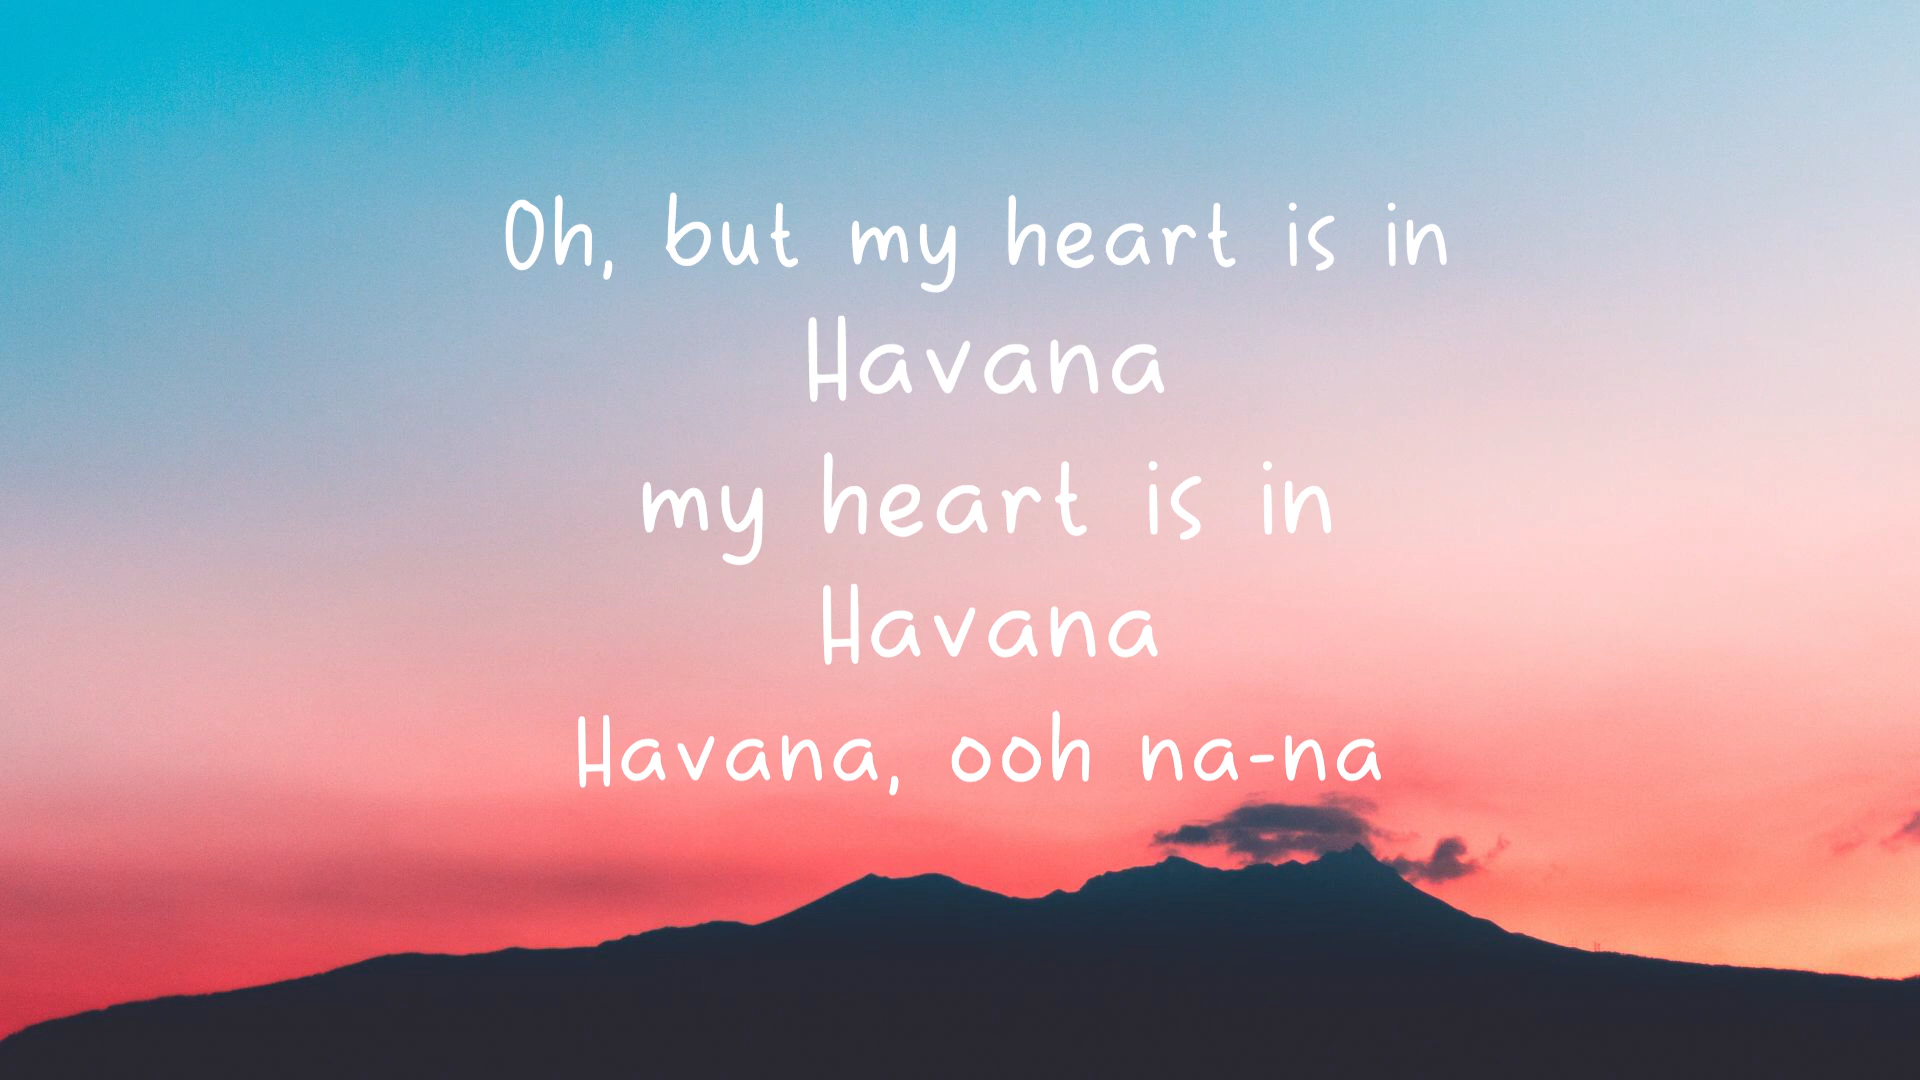 Oh, but my heart is in
Havana
my heart is in
Havana
Havana, ooh na-na